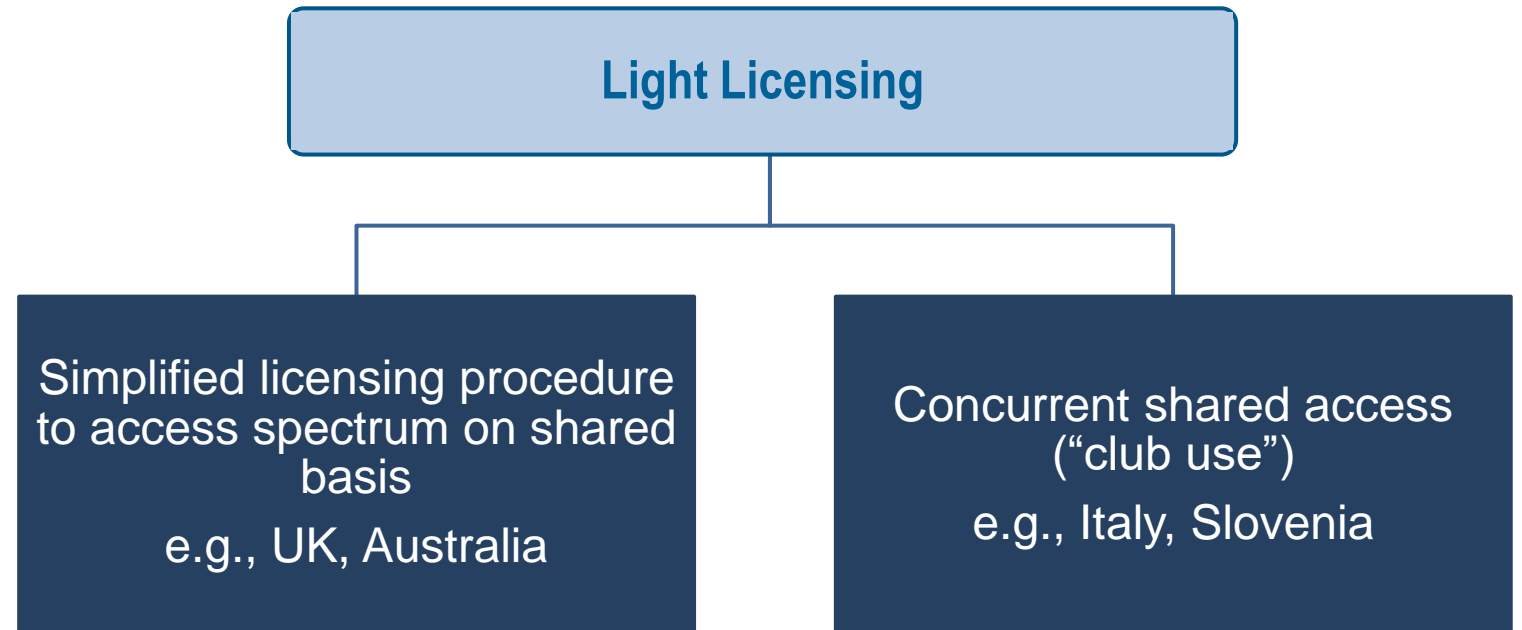 Light Licensing
Simplified licensing procedure
to access spectrum on shared
basis
e.g., UK, Australia
Concurrent shared access
(“club use”)
e.g., Italy, Slovenia